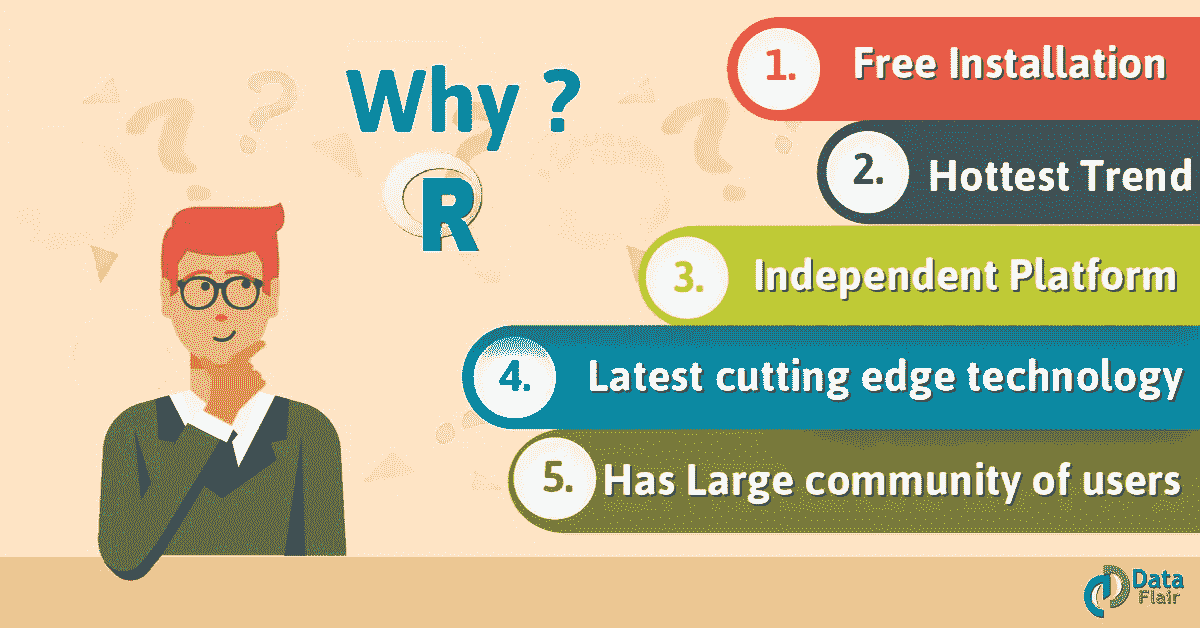 Why ?
R
1. Free Installation
2. Hottest Trend
3. Independent Platform
4. Latest cutting edge technology
5. Has Large community of users
Data
Flair